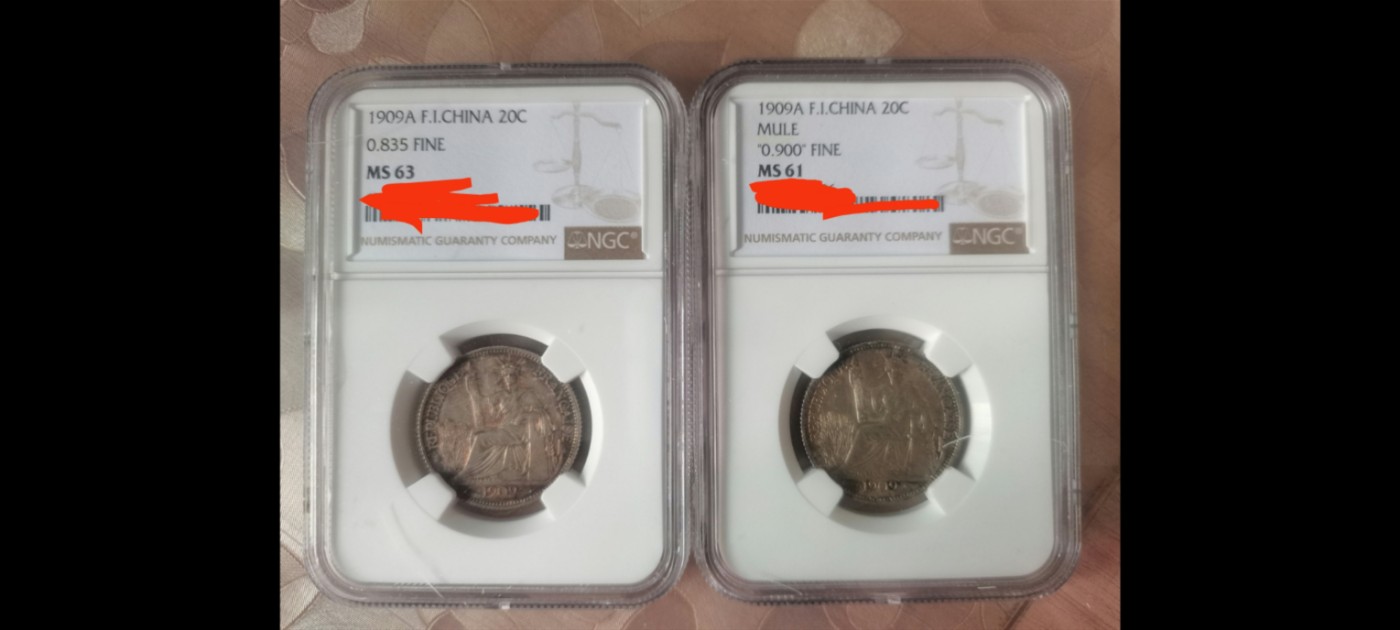 1909A F.I.CHINA 20C
0.835 FINE
MS 63
NUMISMATIC GUARANTY COMPANY
NGC®
1909A F.I.CHINA 20C
MULE
"0.900" FINE
MS 61
NUMISMATIC GUARANTY COMPANY
NGC®